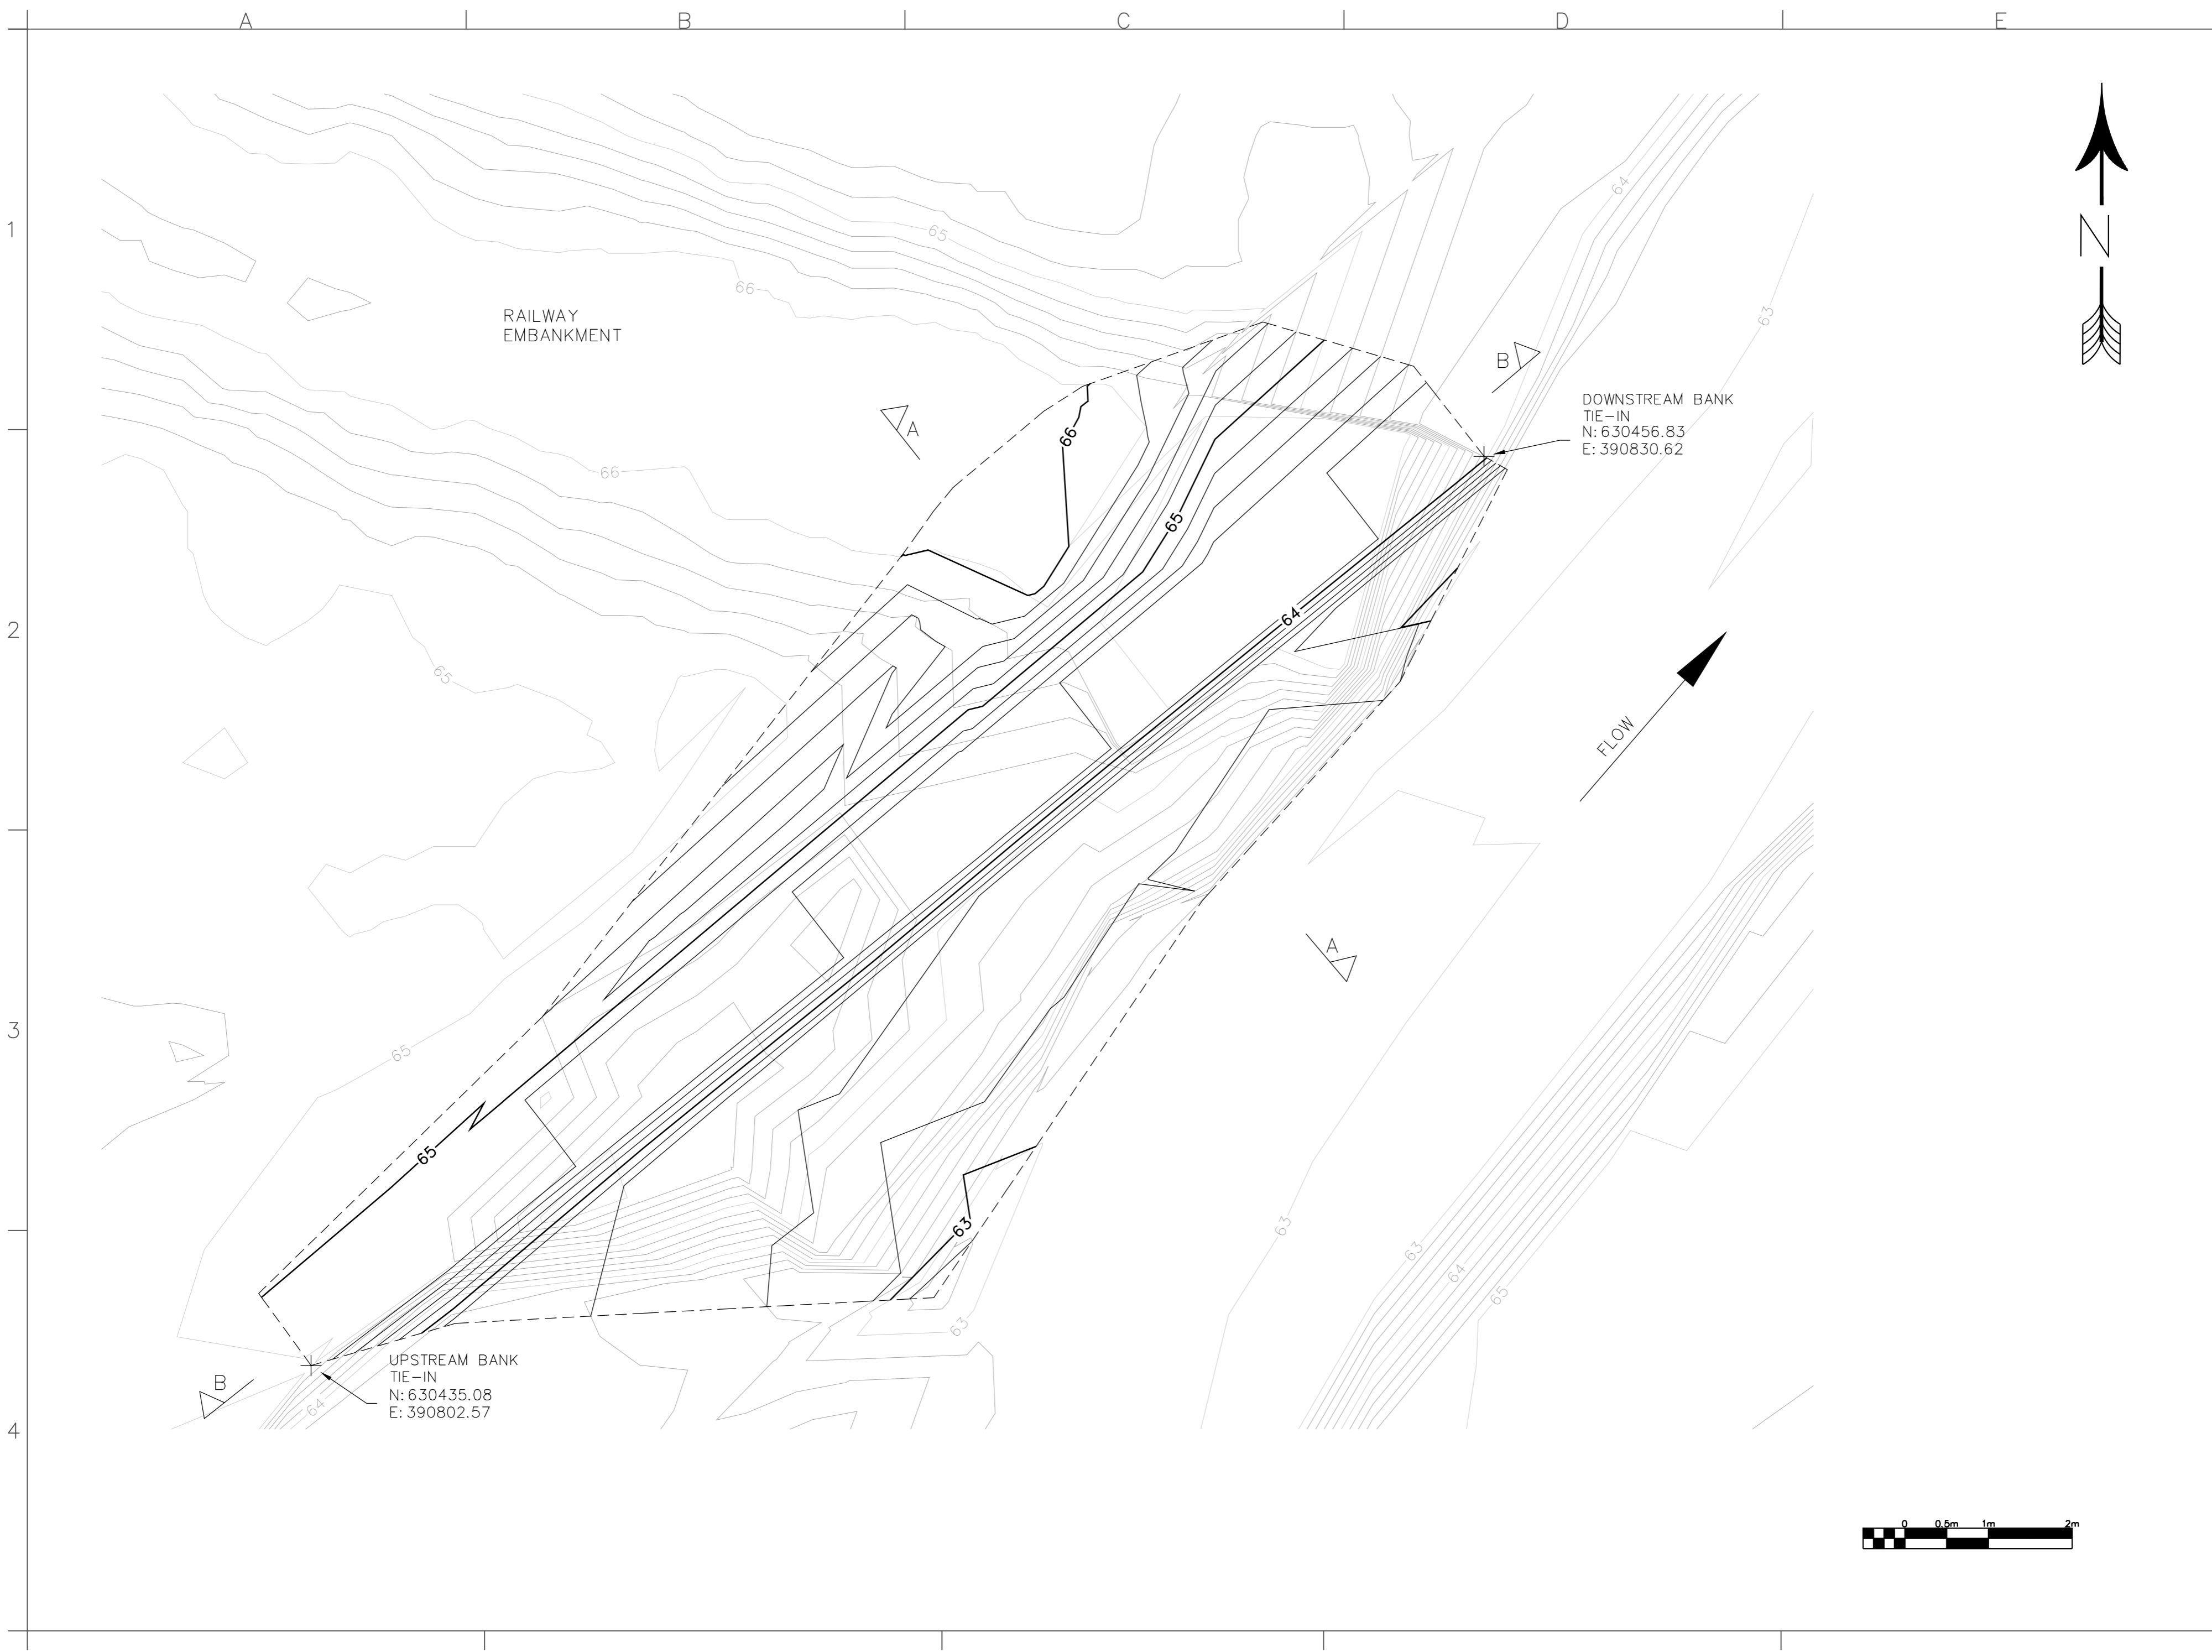 A B C D E
1
64
N
65
63
66
RAILWAY
EMBANKMENT
B
DOWNSTREAM BANK
TIE-IN
N: 630456.83
E: 390830.62
A
66
66
65
64
2
65
FLOW
A
3
65
65
63
63
63
64
65
63
UPSTREAM BANK
TIE-IN
N: 630435.08
E: 390802.57
B
64
4
0 0.5m 1m 2m